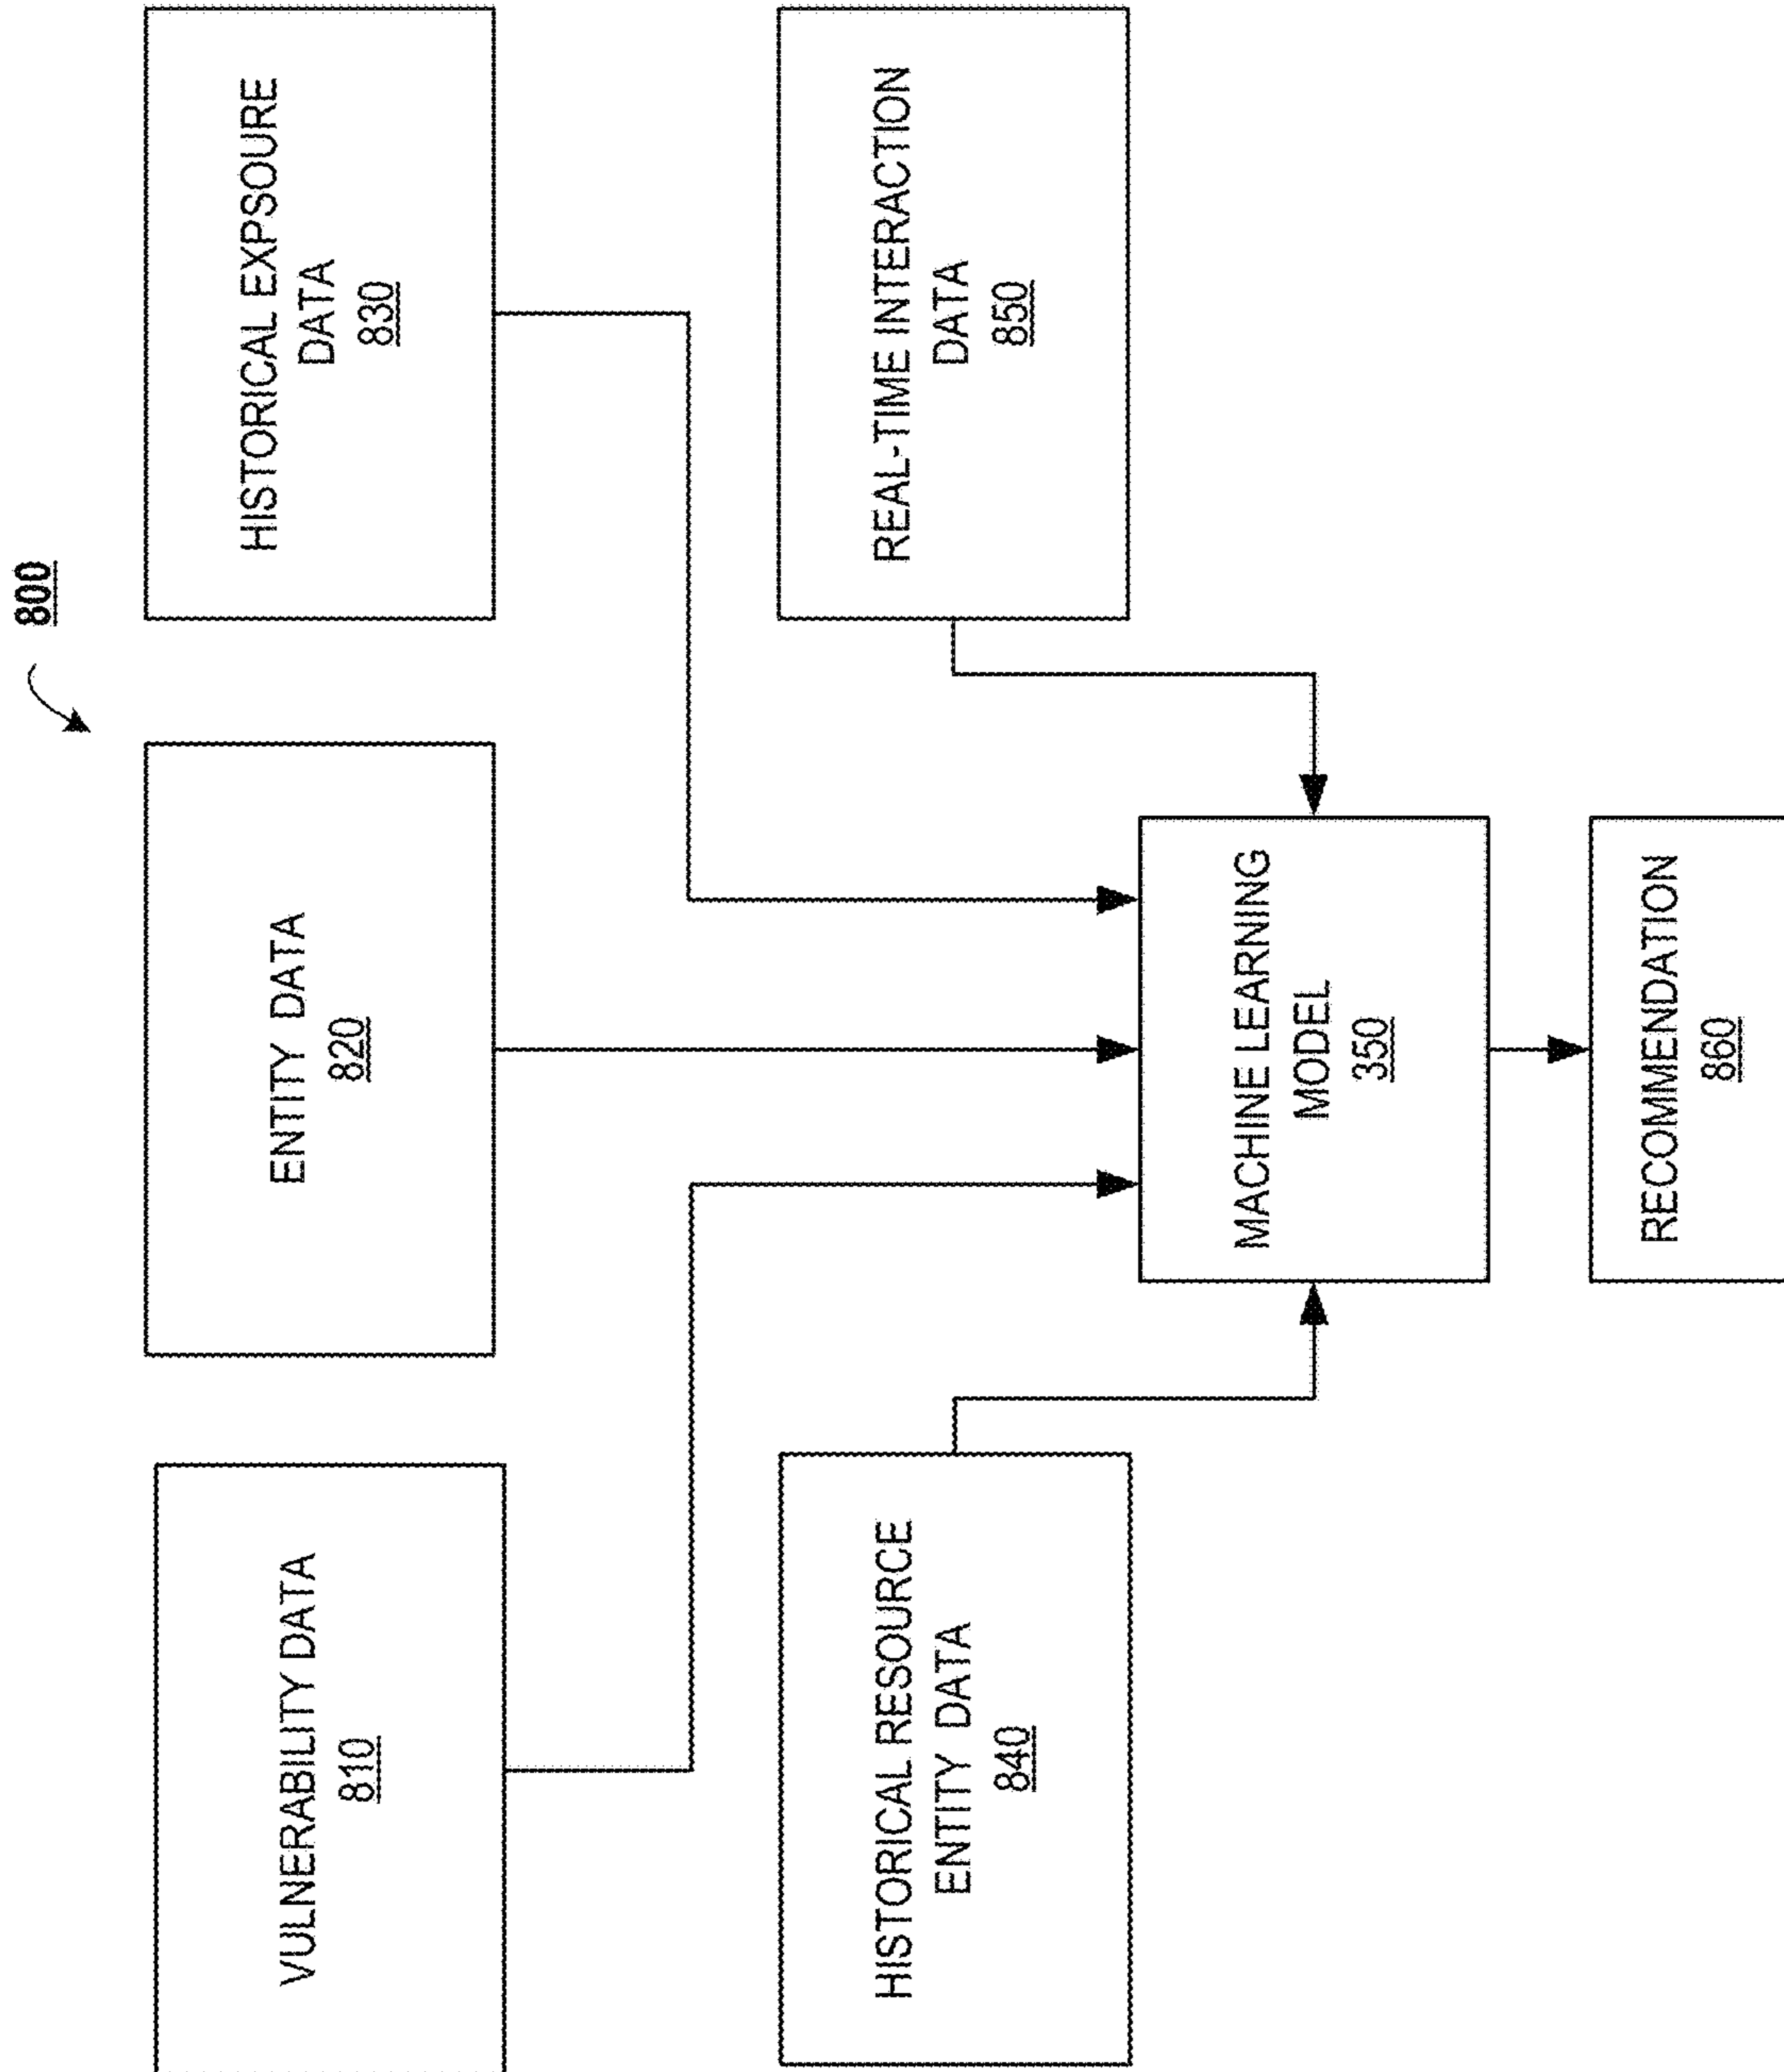 800
VULNERABILITY DATA
810
ENTITY DATA
820
HISTORICAL EXPSOURE
DATA
830
HISTORICAL RESOURCE
ENTITY DATA
840
REAL-TIME INTERACTION
DATA
850
MACHINE LEARNING
MODEL
350
RECOMMENDATION
860